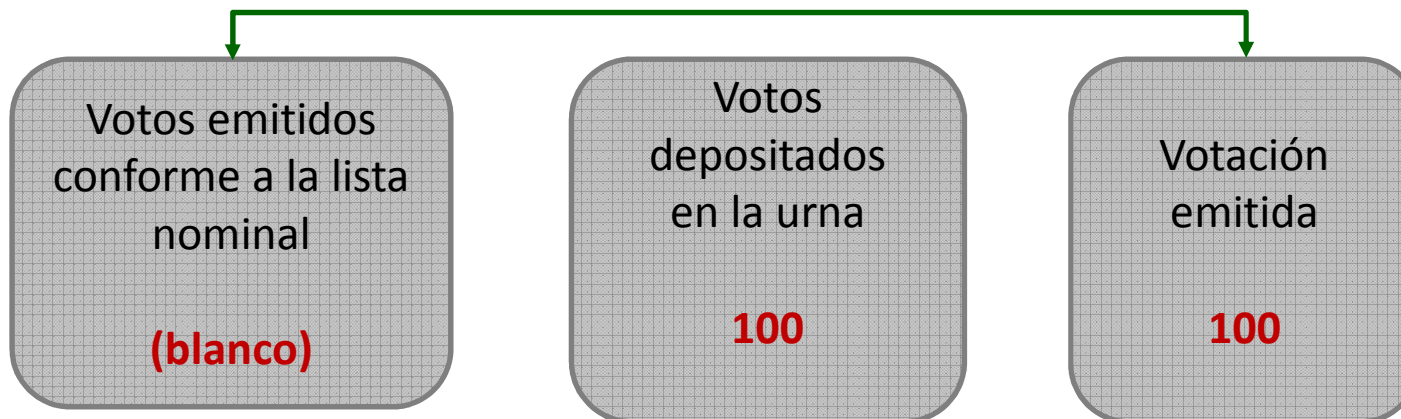 Votos emitidos
conforme a la lista
nominal
(blanco)
Votos
depositados
en la urna
100
Votación
emitida
100